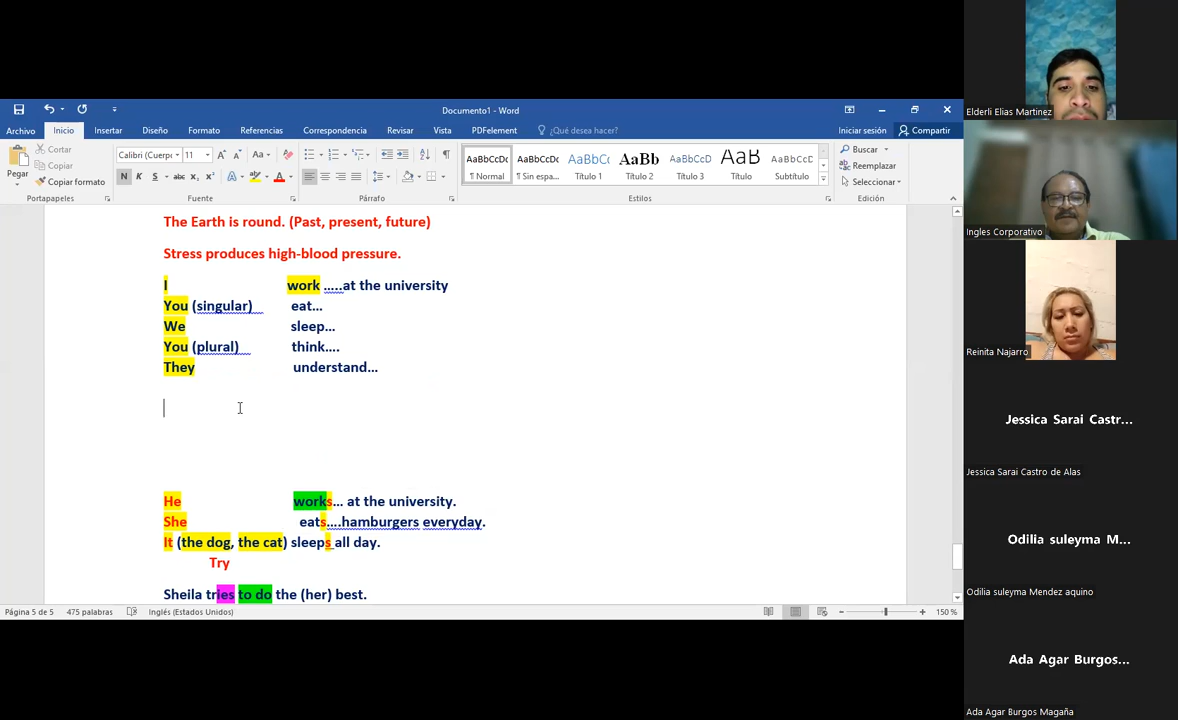 Documento1 - Word
Archivo Inicio Insertar Diseño Formato Referencias Correspondencia Revisar Vista PDFelement ¿Qué desea hacer? Iniciar sesión Compartir
Pegar
Cortar
Copiar
Copiar formato
Portapapeles
Calibri (Cuerpo 11
Fuente
Párrafo
AaBbCcDc AaBbCcDc AaBbC AaBb AaBbCcD AaB AaBbCcD
¶ Normal ¶ Sin espa... Título 1 Título 2 Título 3 Título Subtítulo
Estilos
Buscar
Reemplazar
Seleccionar
Edición
The Earth is round. (Past, present, future)
Stress produces high-blood pressure.
I work …..at the university
You (singular) eat…
We sleep…
You (plural) think….
They understand…
He works… at the university.
She eats….hamburgers everyday.
It (the dog, the cat) sleeps all day.
Try
Sheila tries to do the (her) best.
Página 5 de 5 475 palabras Inglés (Estados Unidos) 150 %
Elderli Elias Martinez
Ingles Corporativo
Reinita Najarro
Jessica Sarai Castr...
Jessica Sarai Castro de Alas
Odilia suleyma M...
Odilia suleyma Mendez aquino
Ada Agar Burgos...
Ada Agar Burgos Magaña